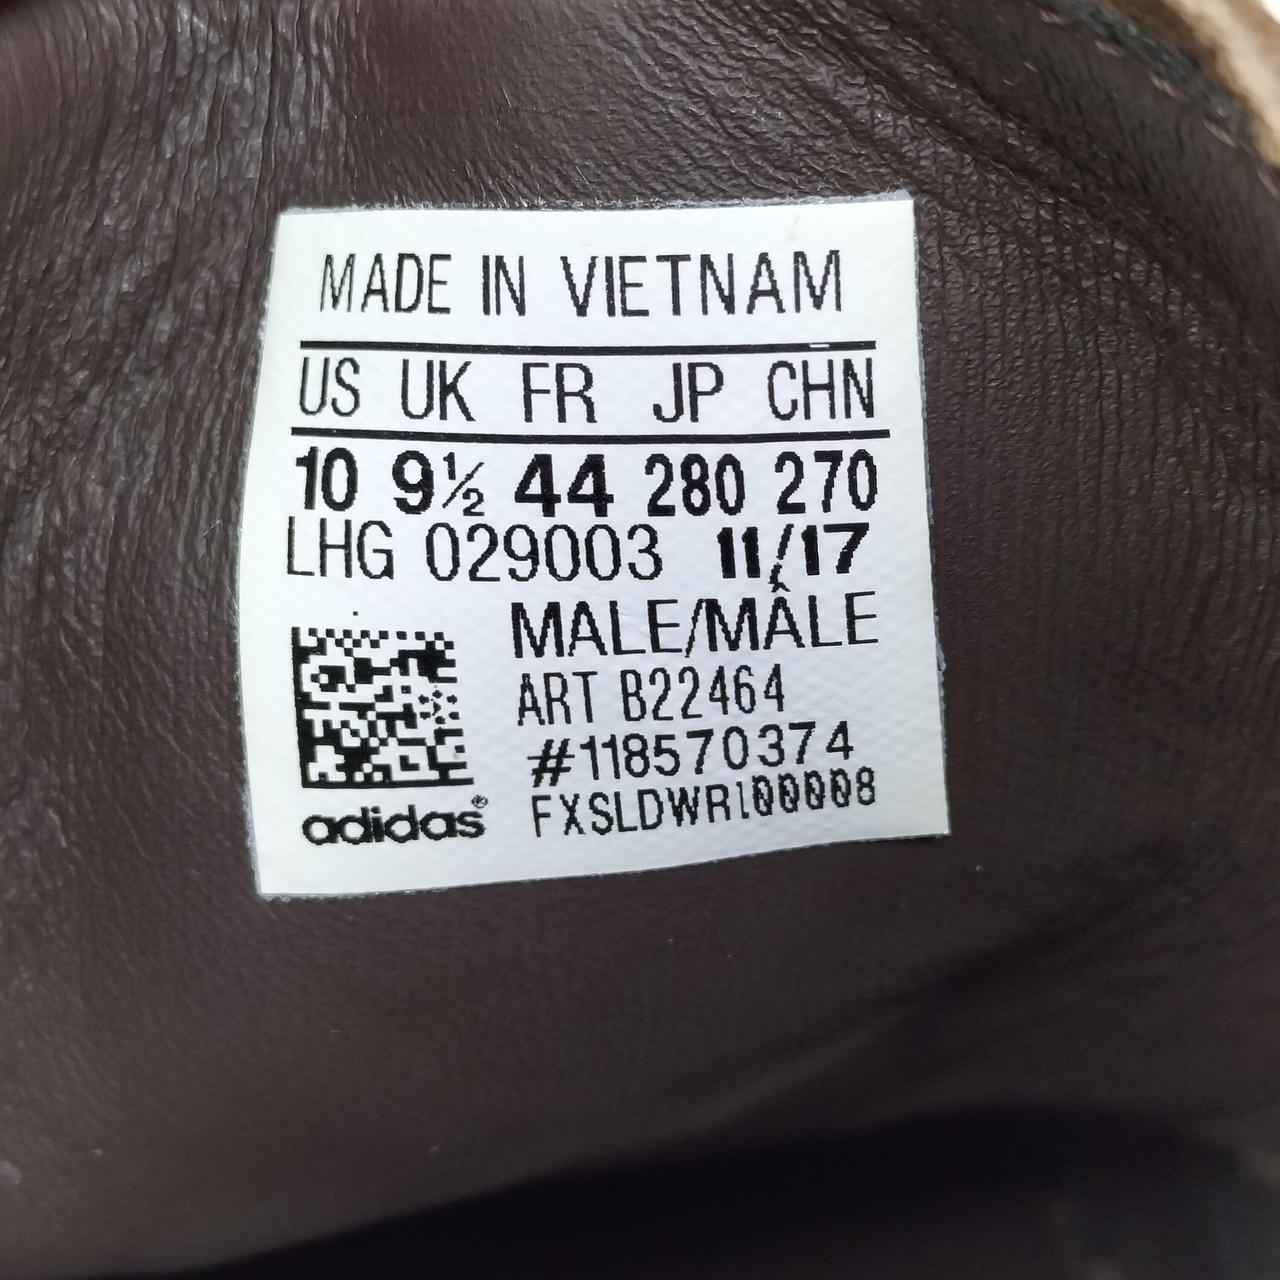 MADE IN VIETNAM
US UK FR JP CHN
10 9½ 44 280 270
LHG 029003 11/17
MALE/MÂLE
ART B22464
#118570374
adidas® FXSLDWR100008